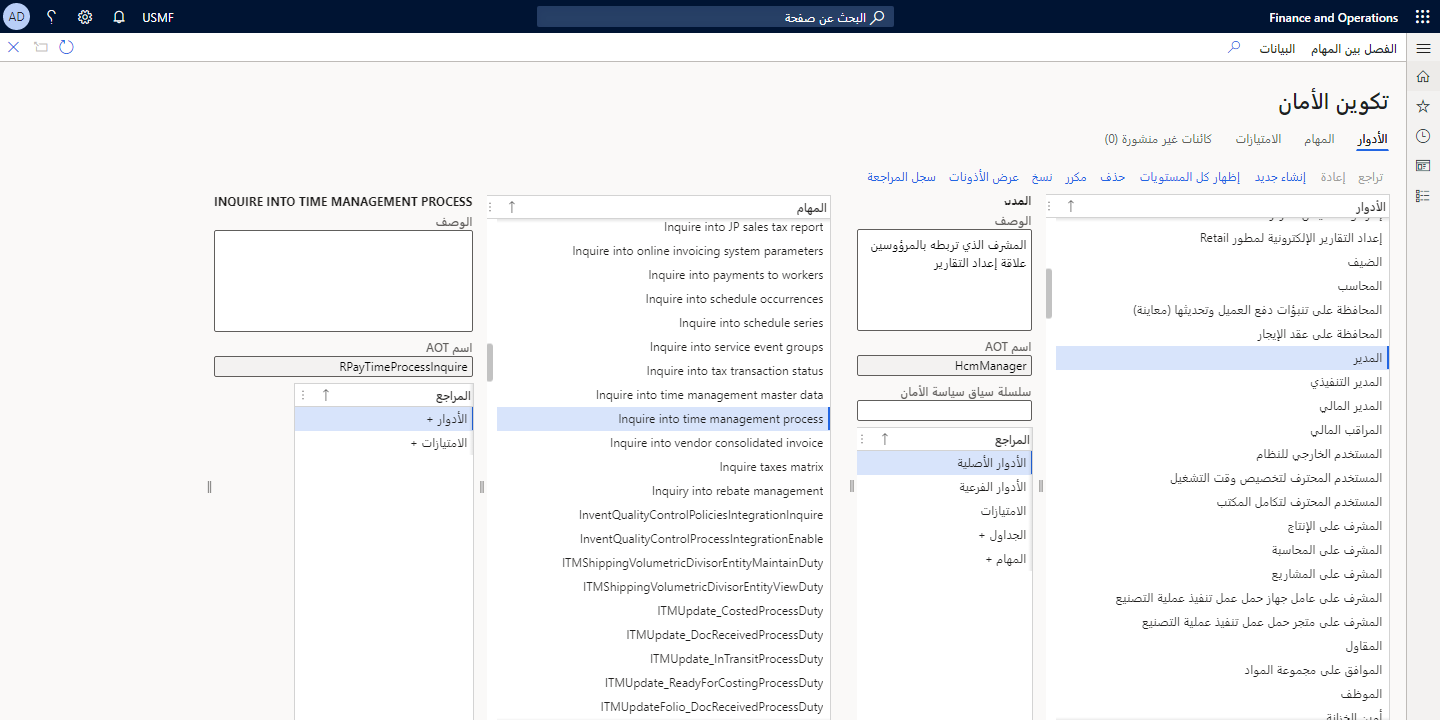 Finance and Operations
البحث عن صفحة
USMF
؟
AD
الفصل بين المهام
البيانات
تكوين الأمان
الأدوار
المهام
الامتيازات
كائنات غير منشورة (0)
تراجع
إعادة
إنشاء جديد
إظهار كل المستويات
حذف
مكرر
نسخ
عرض الأذونات
سجل المراجعة
الأدوار
إعداد التقارير الإلكترونية لمطور Retail
الضيف
المحاسب
المحافظة على تنبؤات دفع العميل وتحديثها (معاينة)
المحافظة على عقد الإيجار
المدير
المدير التنفيذي
المدير المالي
المراقب المالي
المستخدم الخارجي للنظام
المستخدم المحترف لتخصيص وقت التشغيل
المستخدم المحترف لتكامل المكتب
المشرف على الإنتاج
المشرف على المحاسبة
المشرف على المشاريع
المشرف على عامل جهاز حمل عمل تنفيذ عملية التصنيع
المشرف على متجر حمل عمل تنفيذ عملية التصنيع
المقاول
الموافق على مجموعة المواد
الموظف
أمين الخزانة
الوصف
المشرف الذي تربطه بالمرؤوسين
علاقة إعداد التقارير
اسم AOT
HcmManager
سلسلة سياق سياسة الأمان
المراجع
الأدوار الأصلية
الأدوار الفرعية
الامتيازات
الجداول +
المهام +
المهام
Inquire into JP sales tax report
Inquire into online invoicing system parameters
Inquire into payments to workers
Inquire into schedule occurrences
Inquire into schedule series
Inquire into service event groups
Inquire into tax transaction status
Inquire into time management master data
Inquire into time management process
Inquire into vendor consolidated invoice
Inquire taxes matrix
Inquiry into rebate management
InventQualityControlPoliciesIntegrationInquire
InventQualityControlProcessIntegrationEnable
ITMShippingVolumetricDivisorEntityMaintainDuty
ITMShippingVolumetricDivisorEntityViewDuty
ITMUpdate_CostedProcessDuty
ITMUpdate_DocReceivedProcessDuty
ITMUpdate_InTransitProcessDuty
ITMUpdate_ReadyForCostingProcessDuty
ITMUpdateFolio_DocReceivedProcessDuty
INQUIRE INTO TIME MANAGEMENT PROCESS
الوصف
اسم AOT
RPayTimeProcessInquire
المراجع
الأدوار +
الامتيازات +